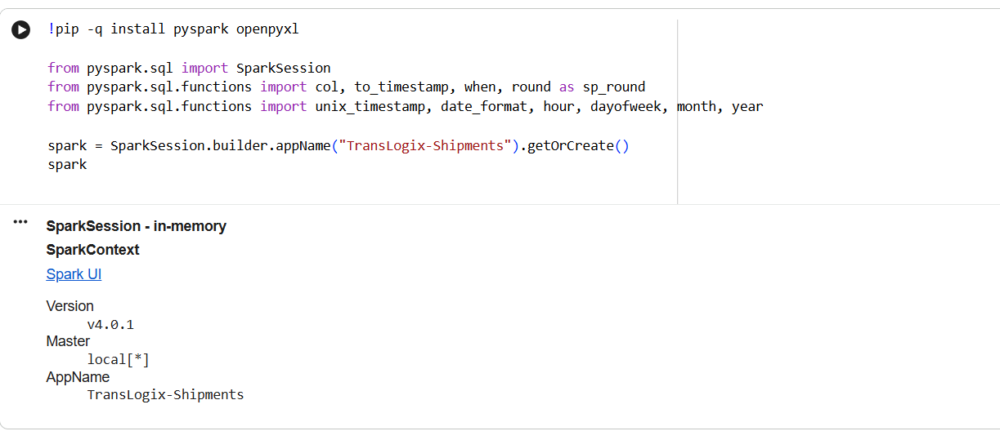 !pip -q install pyspark openpyxl
from pyspark.sql import SparkSession
from pyspark.sql.functions import col, to_timestamp, when, round as sp_round
from pyspark.sql.functions import unix_timestamp, date_format, hour, dayofweek, month, year
spark = SparkSession.builder.appName("TransLogix-Shipments").getOrCreate()
spark
SparkSession - in-memory
SparkContext
Spark UI
Version
v4.0.1
Master
local[*]
AppName
TransLogix-Shipments